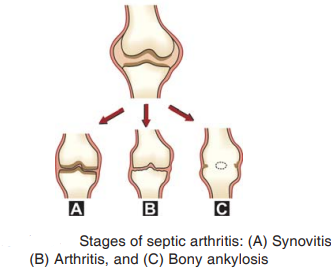 A B C
Stages of septic arthritis: (A) Synovitis
(B) Arthritis, and (C) Bony ankylosis